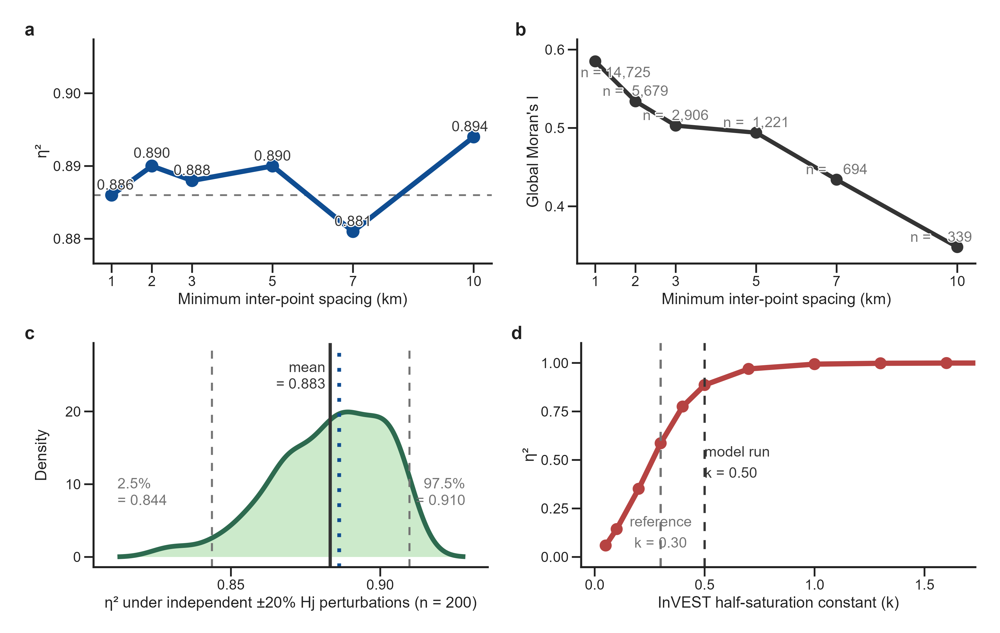 a
0.90
0.89
0.88
η²
0.886
0.890
0.888
0.890
0.881
0.894
1
2
3
5
7
10
Minimum inter-point spacing (km)
b
0.6
0.5
0.4
Global Moran's I
n = 14,725
n = 5,679
n = 2,906
n = 1,221
n = 694
n = 339
1
2
3
5
7
10
Minimum inter-point spacing (km)
c
20
10
0
Density
mean
= 0.883
2.5%
= 0.844
97.5%
= 0.910
0.85
0.90
η² under independent ±20% Hj perturbations (n = 200)
d
1.00
0.75
0.50
0.25
0.00
η²
model run
k = 0.50
reference
k = 0.30
0.0
0.5
1.0
1.5
InVEST half-saturation constant (k)